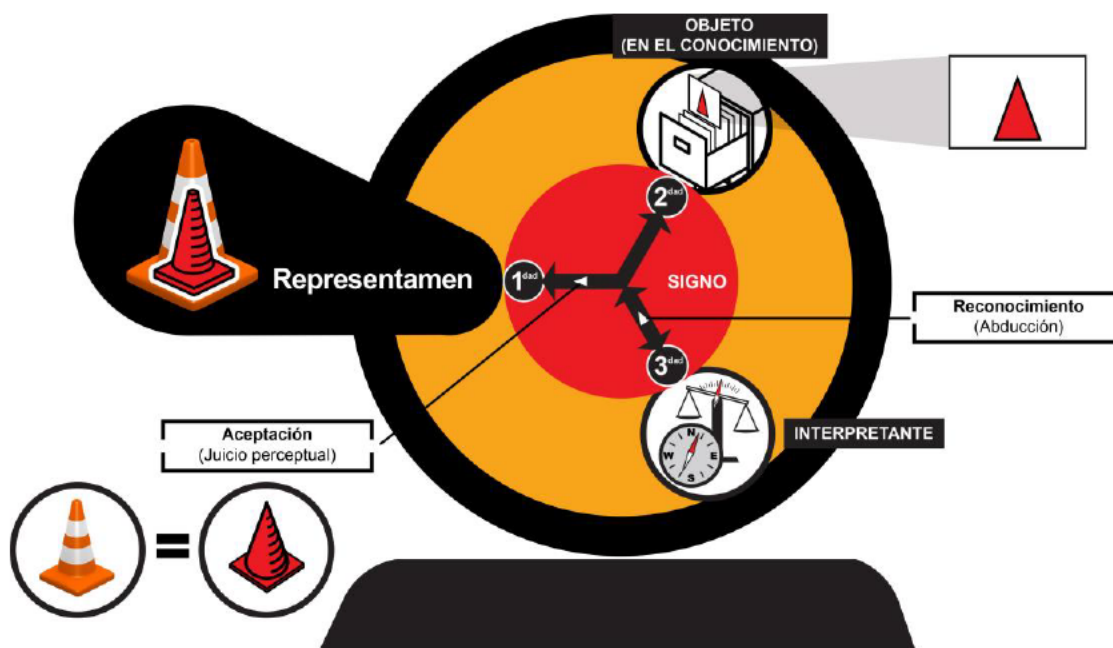 OBJETO
(EN EL CONOCIMIENTO)
2dad
Representamen
1dad
SIGNO
Reconocimiento
(Abducción)
3dad
Aceptación
(Juicio perceptual)
INTERPRETANTE
N
W
E
S
=